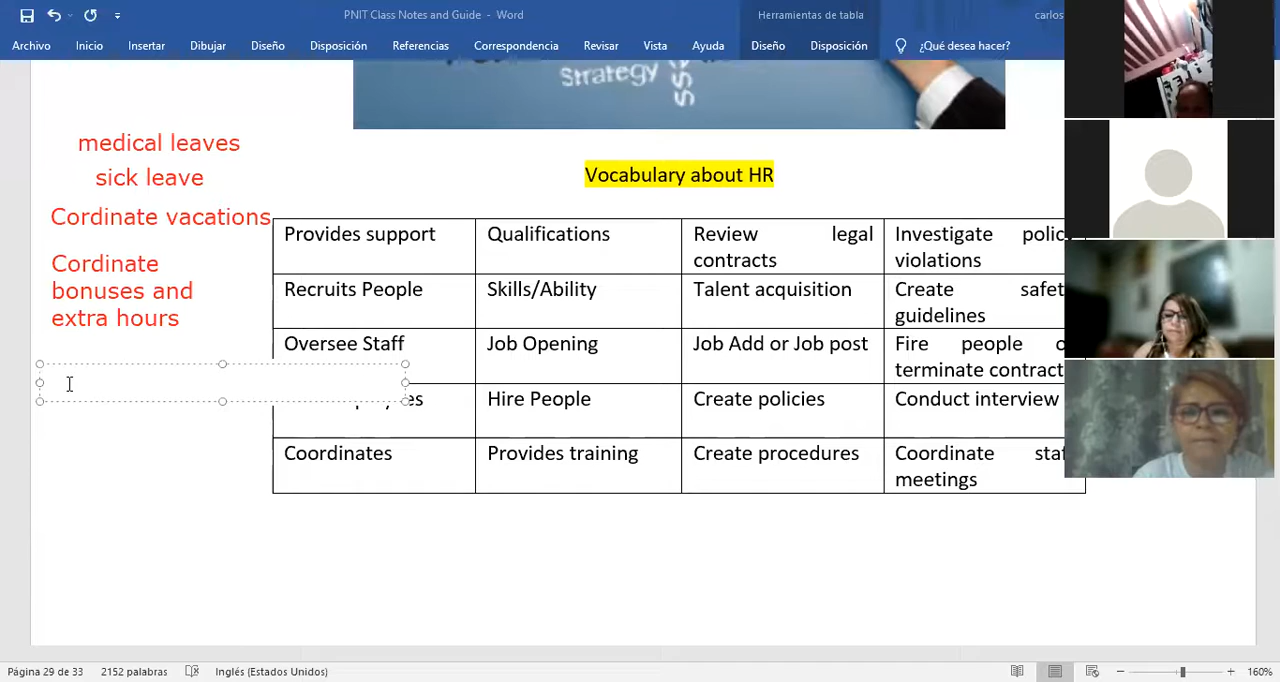 PNIT Class Notes and Guide - Word
Herramientas de tabla
carlos
Archivo Inicio Insertar Dibujar Diseño Disposición Referencias Correspondencia Revisar Vista Ayuda Diseño Disposición ¿Qué desea hacer?
Strategy
medical leaves
sick leave
Cordinate vacations
Cordinate
bonuses and
extra hours
Vocabulary about HR
Provides support Qualifications Review legal Investigate policy
contracts violations
Recruits People Skills/Ability Talent acquisition Create safet
guidelines
Oversee Staff Job Opening Job Add or Job post Fire people o
terminate contract
Hire People Create policies Conduct interview
Coordinates Provides training Create procedures Coordinate staf
meetings
Página 29 de 33 2152 palabras Inglés (Estados Unidos) 160%